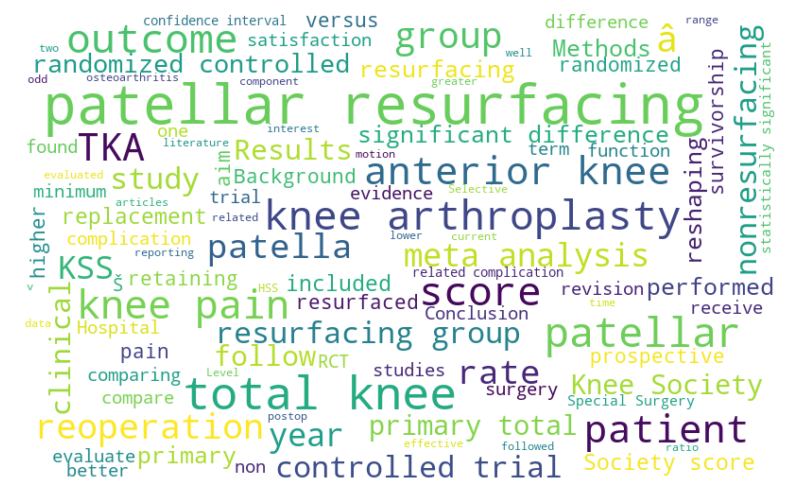 confidence interval
versus
difference
range
outcome
group
Methods
â
two
satisfaction
well
randomized controlled
resurfacing
randomized
odd
osteoarthritis
component
greater
patellar resurfacing
nonresurfacing
statistically significant
survivorship
one
interest
significant difference
found
TKA
literature
Results
motion
term
function
reshaping
aim
Background
anterior knee
evaluated
study
evidence
Selective
minimum
articles
trial
replacement
related
knee arthroplasty
higher
complication
reporting
patella
lower
current
meta analysis
KSS
Š
retaining
included
related complication
v
HSS
score
revision
performed
data
knee pain
resurfaced
time
receive
Hospital
Conclusion
clinical
pain
resurfacing group
patellar
follow
RCT
prospective
comparing
Level
studies
rate
surgery
Knee Society
compare
total knee
Special Surgery
reoperation
postop
year
primary total
patient
effective
followed
ratio
evaluate
primary
better
non
controlled trial
Society score